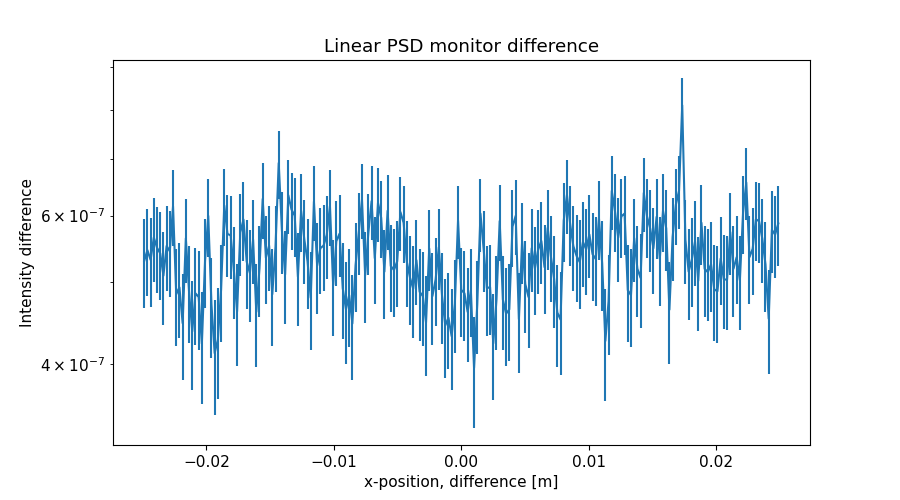 Linear PSD monitor difference
Intensity difference
6 × 10⁻⁷
4 × 10⁻⁷
−0.02 −0.01 0.00 0.01 0.02
x-position, difference [m]